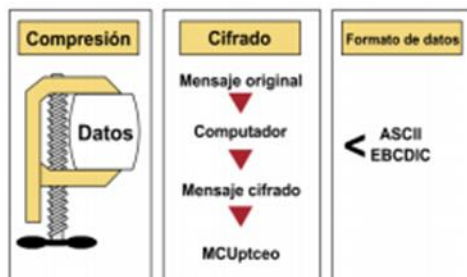 Compresión
Datos
Cifrado
Mensaje original
Computador
Mensaje cifrado
MCUptceo
Formato de datos
< ASCII
EBCDIC